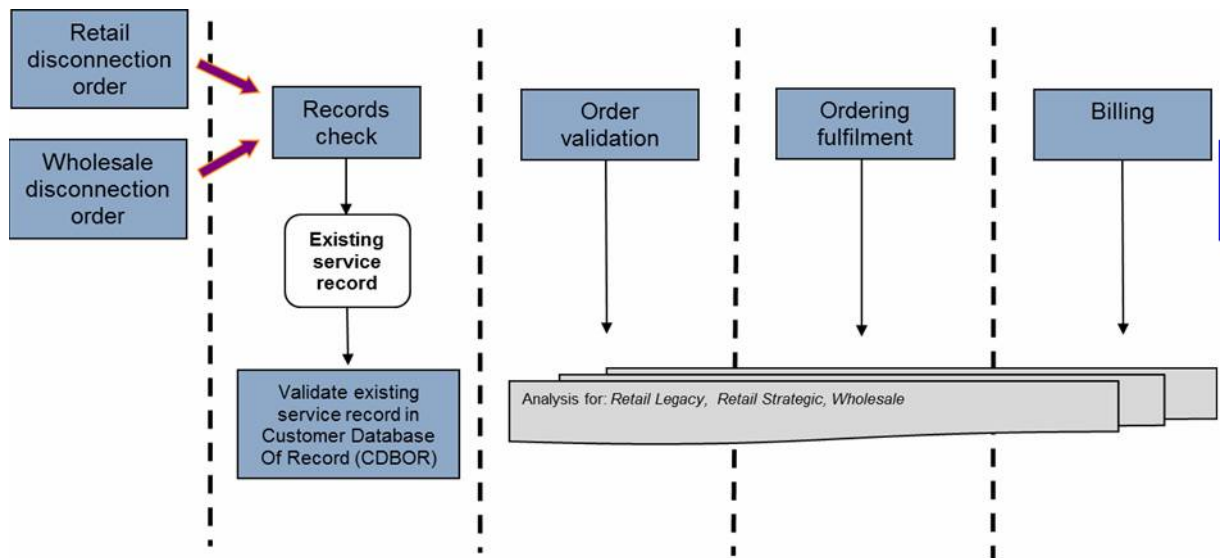 Retail
disconnection
order
Wholesale
disconnection
order
Records
check
Existing
service
record
Validate existing
service record in
Customer Database
Of Record (CDBOR)
Order
validation
Ordering
fulfilment
Billing
Analysis for: Retail Legacy, Retail Strategic, Wholesale